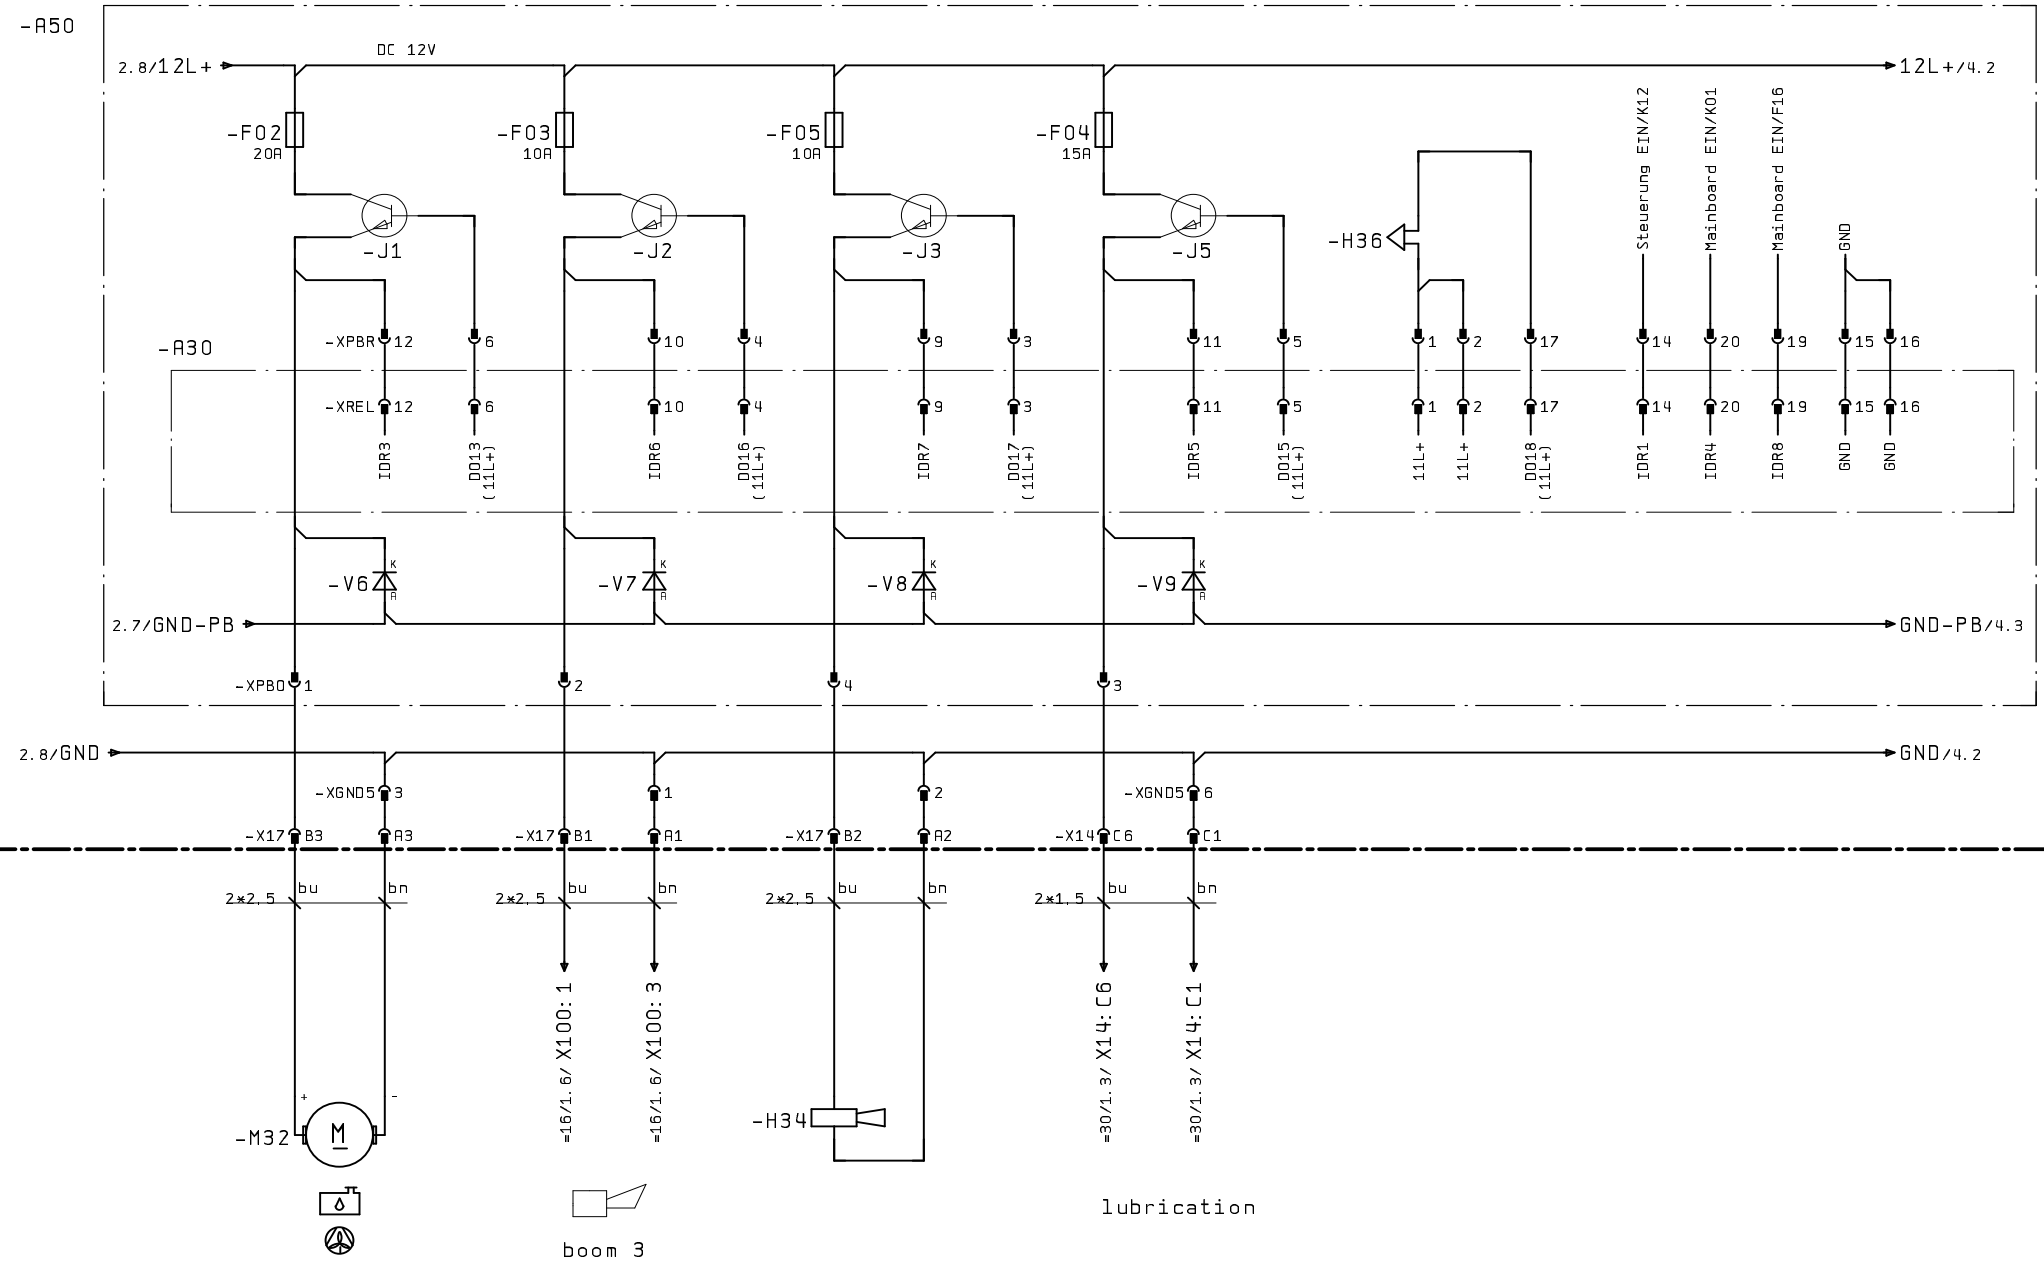 -A50
DC 12V
2.8/12L+
12L+/4.2
-F02
20A
-F03
10A
-F05
10A
-F04
15A
Steuerung EIN/K12
Mainboard EIN/K01
Mainboard EIN/F16
GND
-J1
-J2
-J3
-J5
-H36
-A30
-XPBR 12 6 10 4 9 3 11 5 1 2 17 14 20 19 15 16
-XREL 12 6 10 4 9 3 11 5 1 2 17 14 20 19 15 16
IDR3
DO13
(11L+)
IDR6
DO16
(11L+)
IDR7
DO17
(11L+)
IDR5
DO15
(11L+)
11L+
11L+
DO18
(11L+)
IDR1
IDR4
IDR8
GND
GND
K
-V6
A
K
-V7
A
K
-V8
A
K
-V9
A
2.7/GND-PB
GND-PB/4.3
-XPBO 1 2 4 3
2.8/GND
GND/4.2
-XGND5 3 1 2 -XGND5 6
-X17 B3 A3 -X17 B1 A1 -X17 B2 A2 -X14 C6 C1
2*2,5 bu bn
2*2,5 bu bn
2*2,5 bu bn
2*1,5 bu bn
=16/1.6/ X100:1
=16/1.6/ X100:3
=30/1.3/ X14:C6
=30/1.3/ X14:C1
+ -
-M32
M
-H34
lubrication
boom 3